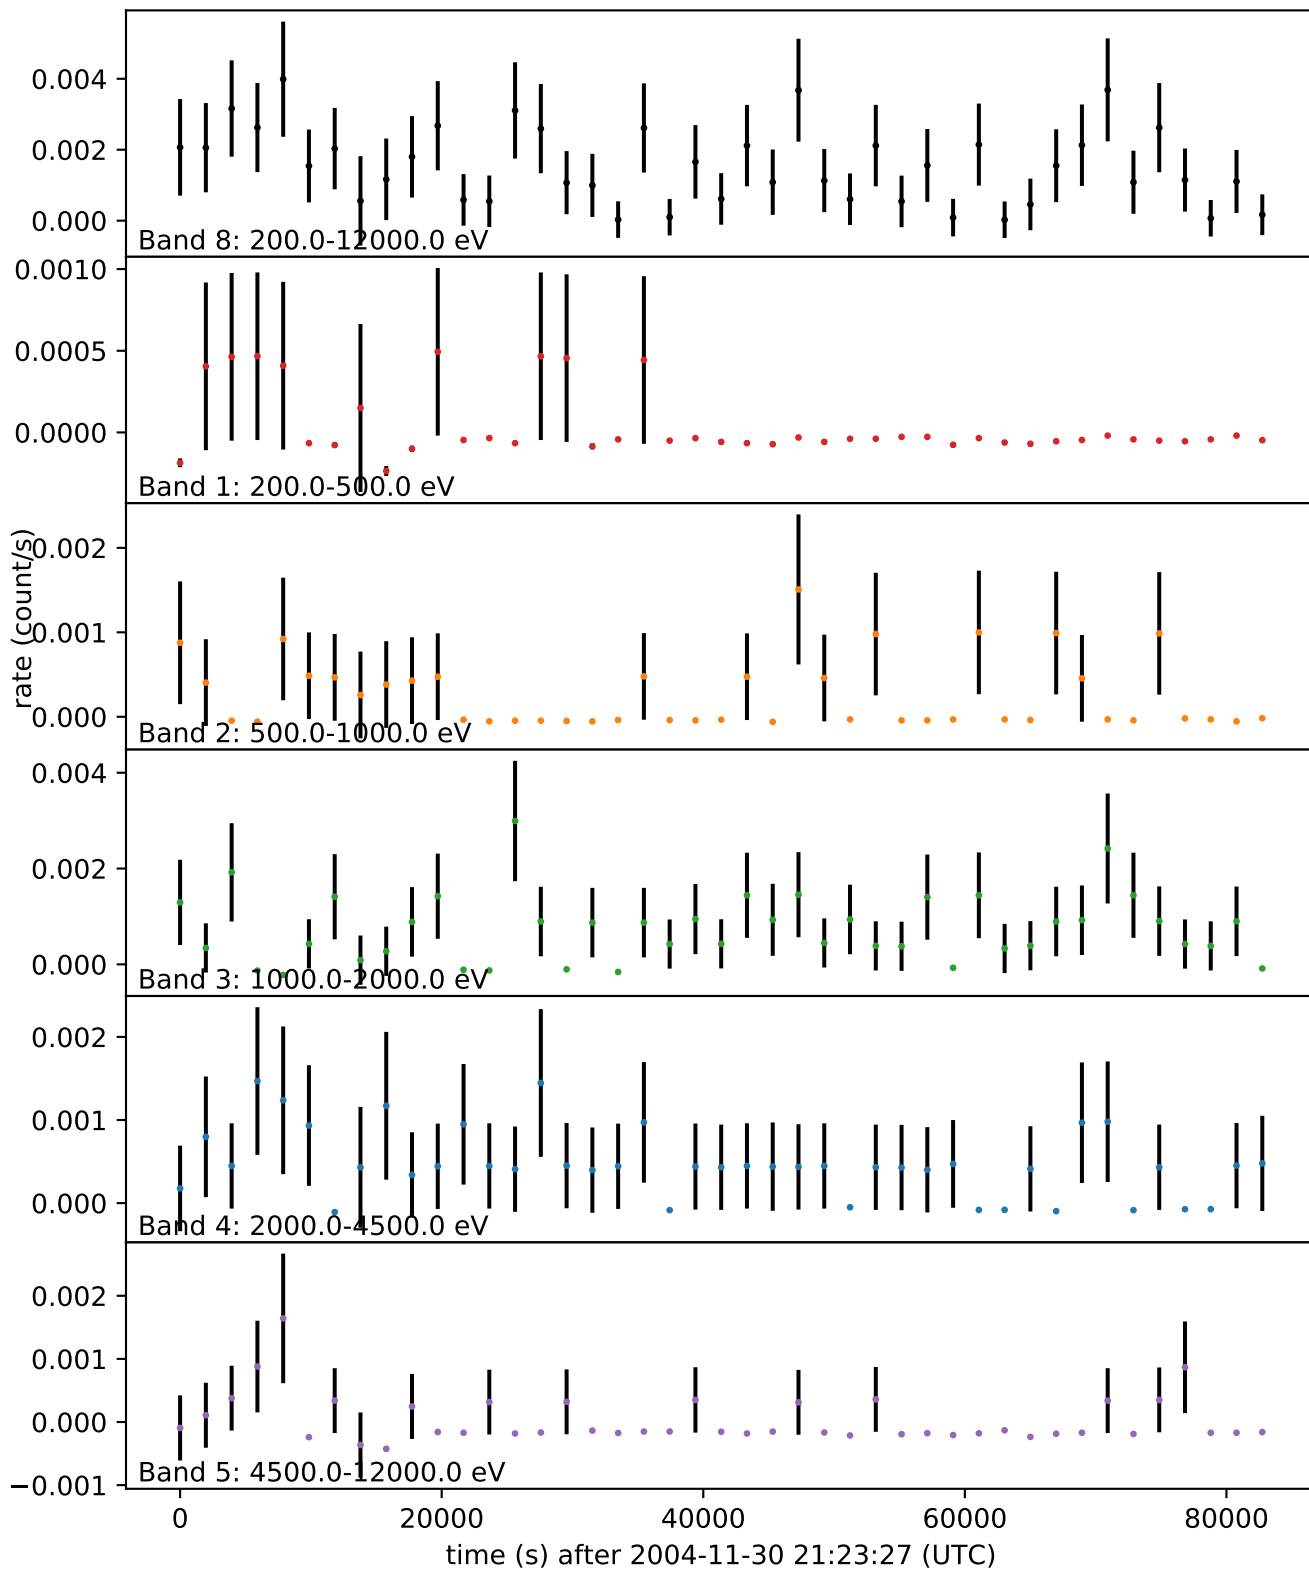 0.004
0.002
0.000
Band 8: 200.0-12000.0 eV
0.0010
0.0005
0.0000
Band 1: 200.0-500.0 eV
rate (count/s)
0.002
0.001
0.000
Band 2: 500.0-1000.0 eV
0.004
0.002
0.000
Band 3: 1000.0-2000.0 eV
0.002
0.001
0.000
Band 4: 2000.0-4500.0 eV
0.002
0.001
0.000
−0.001
Band 5: 4500.0-12000.0 eV
0 20000 40000 60000 80000
time (s) after 2004-11-30 21:23:27 (UTC)